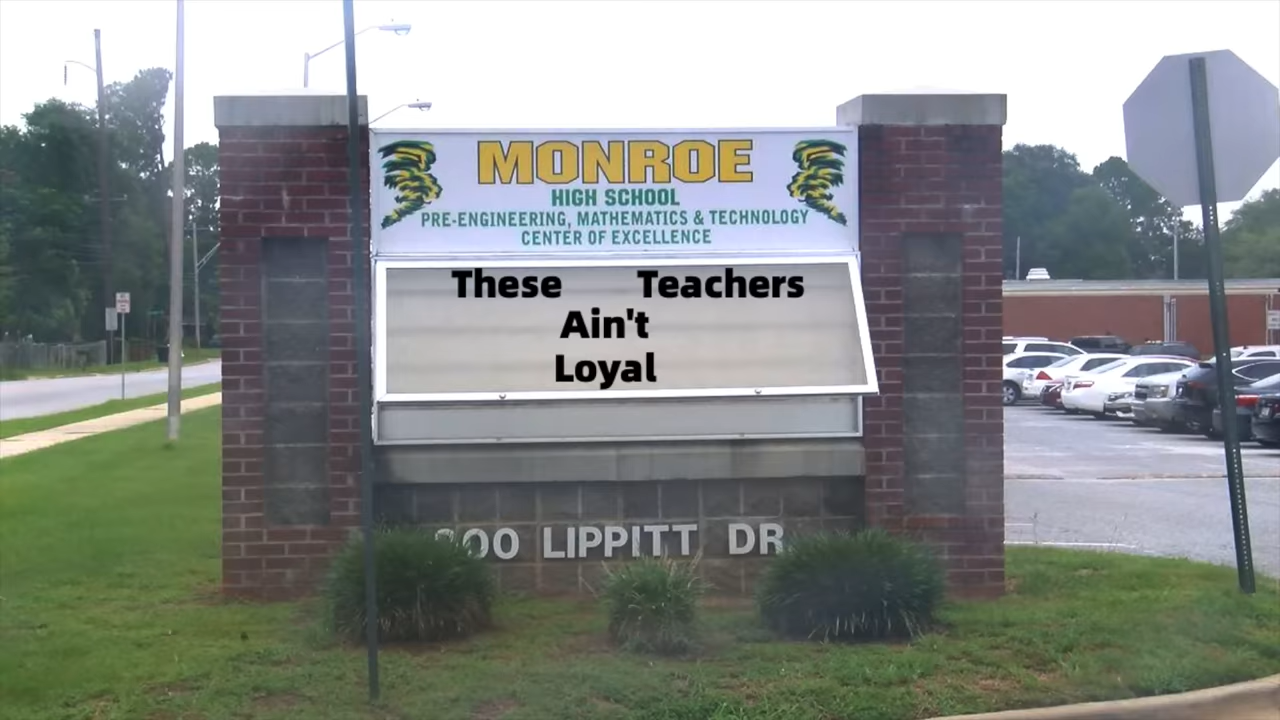 MONROE
HIGH SCHOOL
PRE-ENGINEERING, MATHEMATICS & TECHNOLOGY
CENTER OF EXCELLENCE
These Teachers
Ain't
Loyal
LIPPITT DR